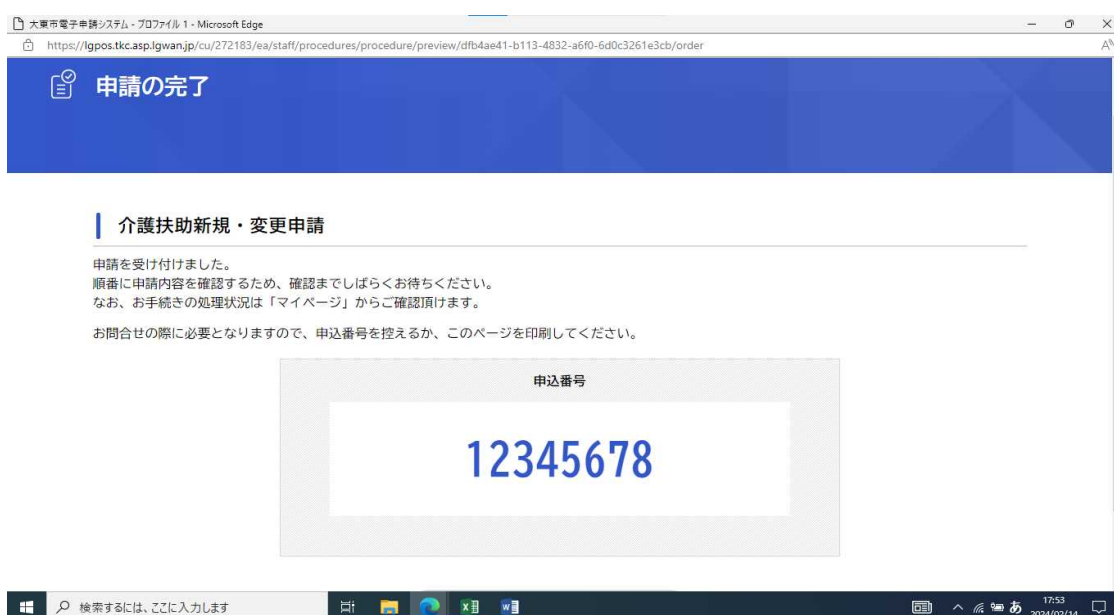 大東市電子申請システム - プロファイル 1 - Microsoft Edge
https://lgpos.tkc.asp.lgwan.jp/cu/272183/ea/staff/procedures/procedure/preview/dfb4ae41-b113-4832-a6f0-6d0c3261e3cb/order
申請の完了
介護扶助新規・変更申請
申請を受け付けました。
順番に申請内容を確認するため、確認までしばらくお待ちください。
なお、お手続きの処理状況は「マイページ」からご確認頂けます。
お問合せの際に必要となりますので、申込番号を控えるか、このページを印刷してください。
申込番号
12345678
検索するには、ここに入力します
あ
17:53
2024/02/14